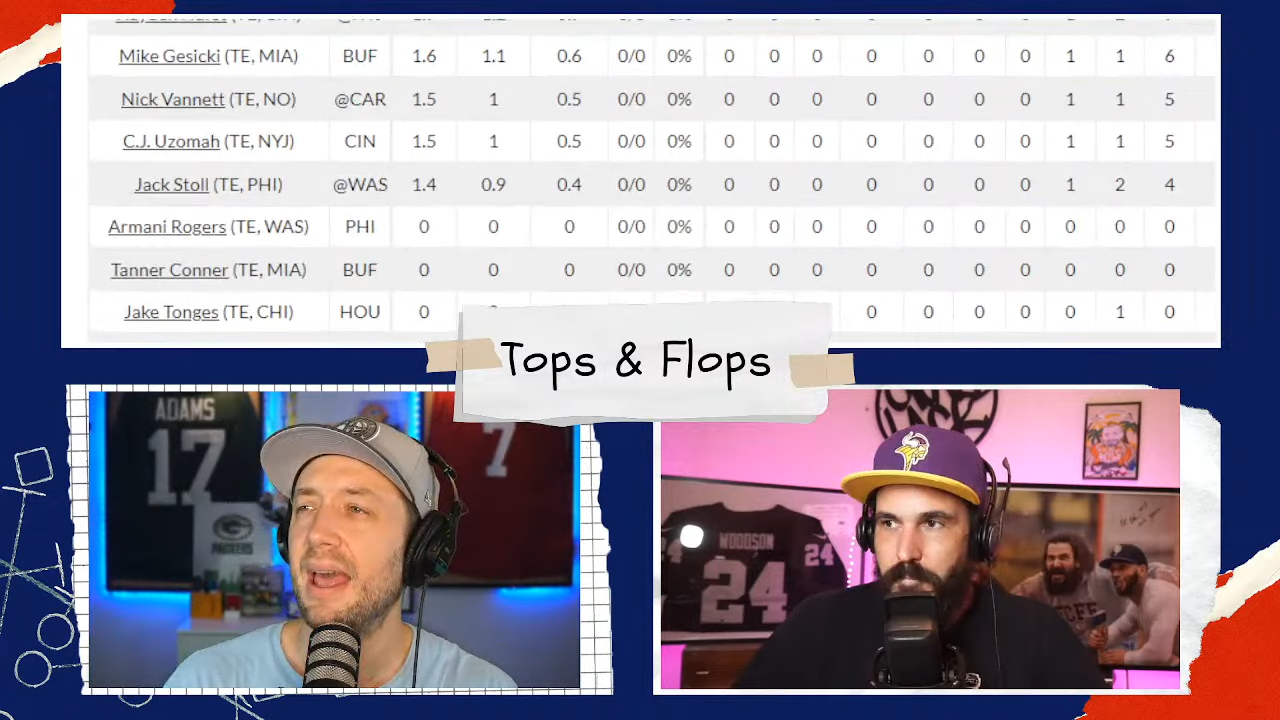 Mike Gesicki (TE, MIA) BUF 1.6 1.1 0.6 0/0 0% 0 0 0 0 0 0 0 1 1 6
Nick Vannett (TE, NO) @CAR 1.5 1 0.5 0/0 0% 0 0 0 0 0 0 0 1 1 5
C.J. Uzomah (TE, NYJ) CIN 1.5 1 0.5 0/0 0% 0 0 0 0 0 0 0 1 1 5
Jack Stoll (TE, PHI) @WAS 1.4 0.9 0.4 0/0 0% 0 0 0 0 0 0 0 1 2 4
Armani Rogers (TE, WAS) PHI 0 0 0 0/0 0% 0 0 0 0 0 0 0 0 0 0
Tanner Conner (TE, MIA) BUF 0 0 0 0/0 0% 0 0 0 0 0 0 0 0 0 0
Jake Tonges (TE, CHI) HOU 0 0 0 0 0 0 1 0
Tops & Flops
ADAMS
17
7
PACKERS
WOODSON
24
24